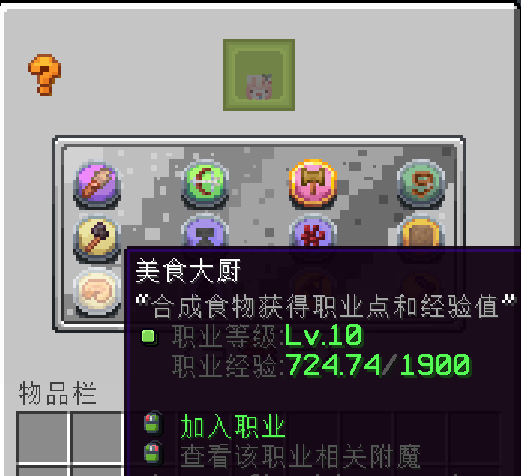 美食大厨
“合成食物获得职业点和经验值”
职业等级:Lv.10
职业经验:724.74/1900
物品栏
加入职业
查看该职业相关附魔